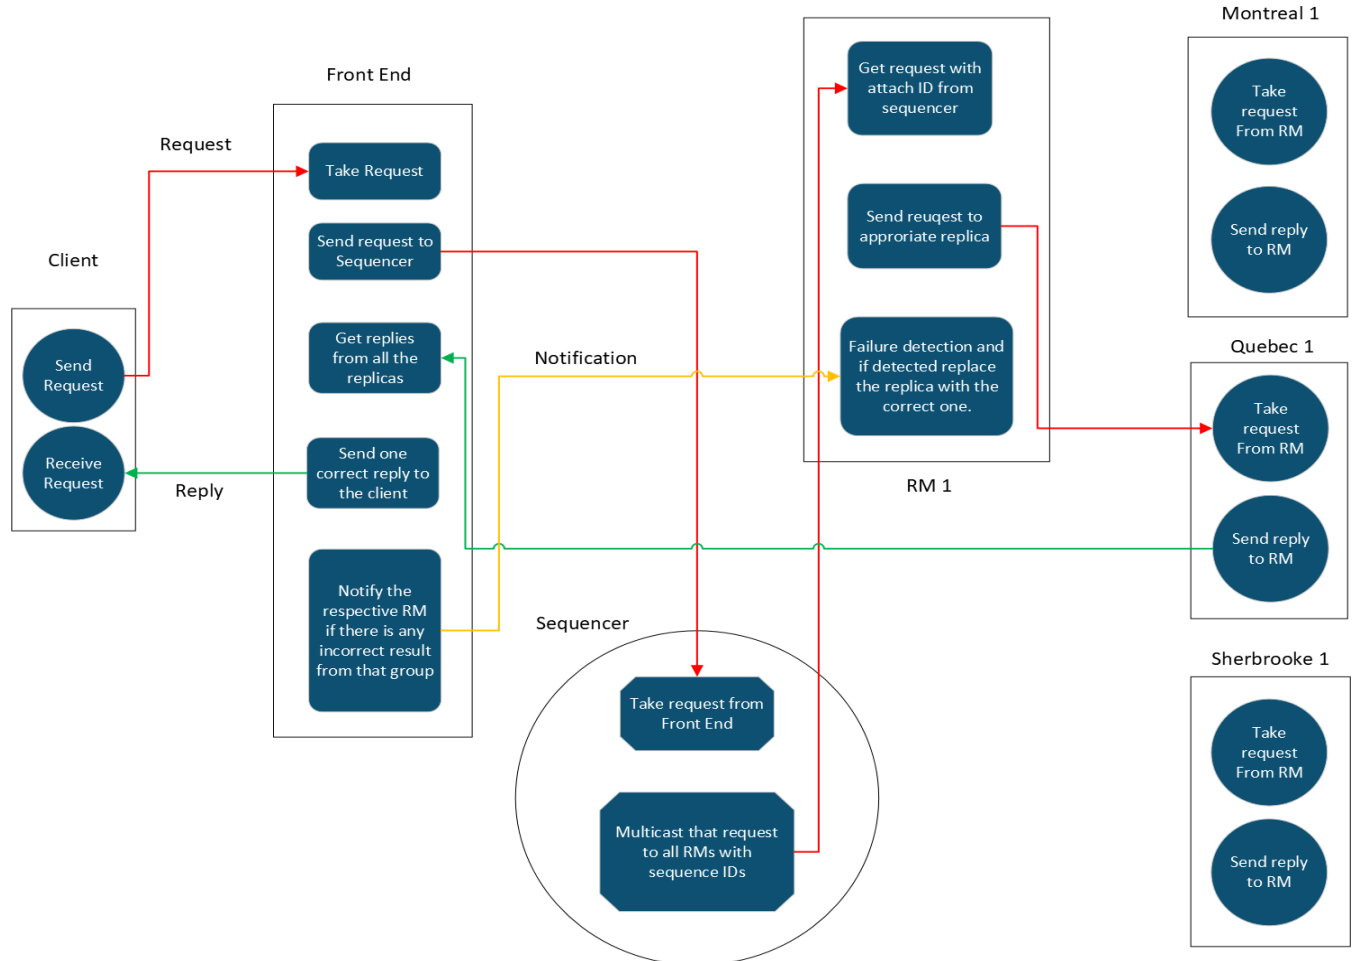 Client
Send
Request
Receive
Request
Request
Reply
Front End
Take Request
Send request to
Sequencer
Get replies
from all the
replicas
Send one
correct reply to
the client
Notify the
respective RM
if there is any
incorrect result
from that group
Notification
Sequencer
Take request from
Front End
Multicast that request
to all RMs with
sequence IDs
Get request with
attach ID from
sequencer
Send reuqest to
approriate replica
Failure detection and
if detected replace
the replica with the
correct one.
RM 1
Montreal 1
Take
request
From RM
Send reply
to RM
Quebec 1
Take
request
From RM
Send reply
to RM
Sherbrooke 1
Take
request
From RM
Send reply
to RM